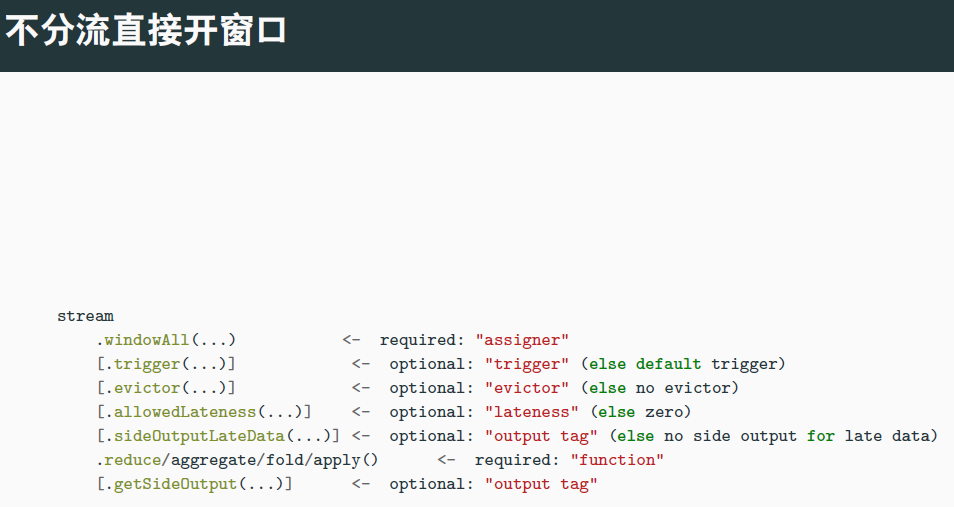 不分流直接开窗口
stream
.windowAll(...) <- required: "assigner"
[.trigger(...)] <- optional: "trigger" (else default trigger)
[.evictor(...)] <- optional: "evictor" (else no evictor)
[.allowedLateness(...)] <- optional: "lateness" (else zero)
[.sideOutputLateData(...)] <- optional: "output tag" (else no side output for late data)
.reduce/aggregate/fold/apply() <- required: "function"
[.getSideOutput(...)] <- optional: "output tag"